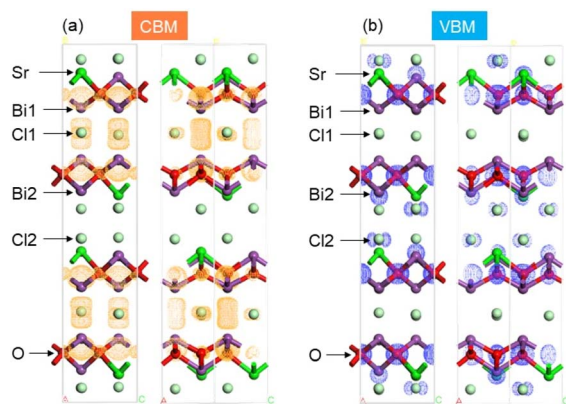 (a) CBM
(b) VBM
Sr
Bi1
Cl1
Bi2
Cl2
O
A C
A C
Sr
Bi1
Cl1
Bi2
Cl2
O
A C
A C